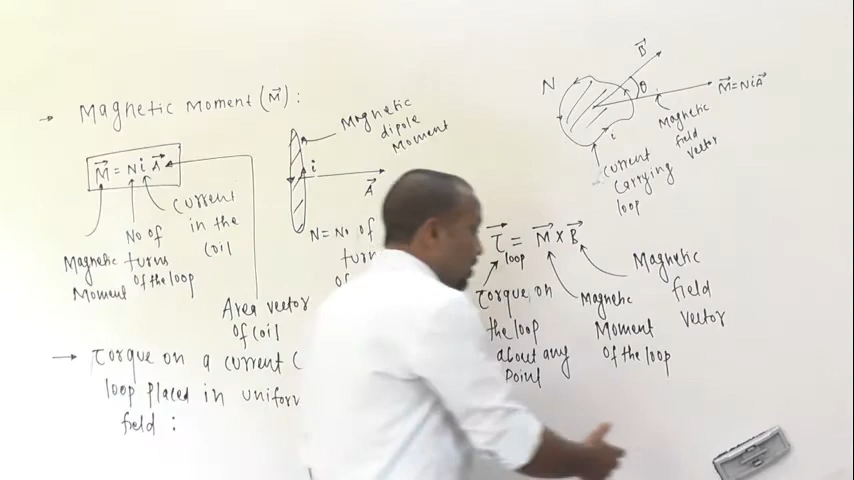 → Magnetic Moment (M⃗) :
M⃗ = N i A⃗
Magnetic
Moment
No of
turns
of the loop
Current
in the
Coil
Area vector
of coil
Magnetic
dipole
Moment
i
A⃗
N = No of
turns
→ Torque on a current C
loop placed in uniform
field :
N
B⃗
θ
M⃗ = NiA⃗
i
Magnetic
field
vector
Current
Carrying
loop
τ⃗ loop = M⃗ × B⃗
Torque on
the loop
about any
point
Magnetic
Moment
of the loop
Magnetic
field
vector